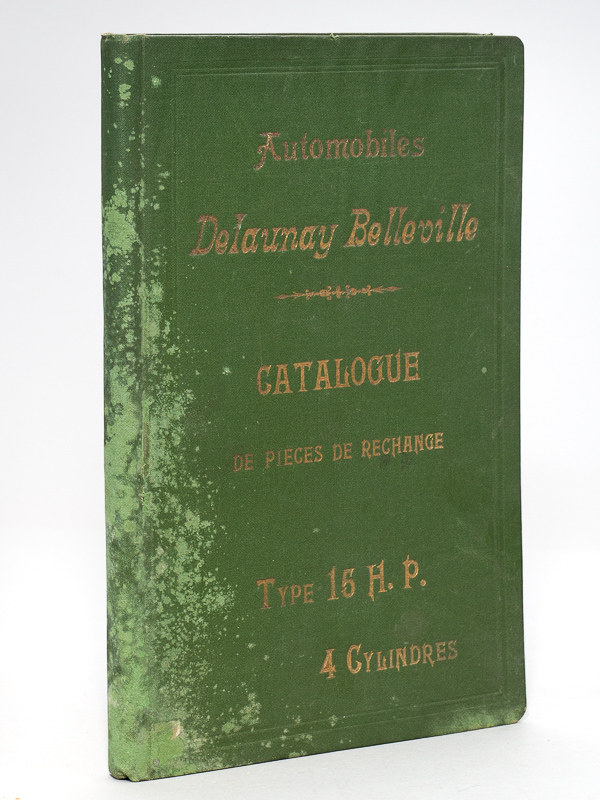 Automobiles
Delaunay Belleville
CATALOGUE
DE PIECES DE RECHANGE
TYPE 15 H. P.
4 CYLINDRES